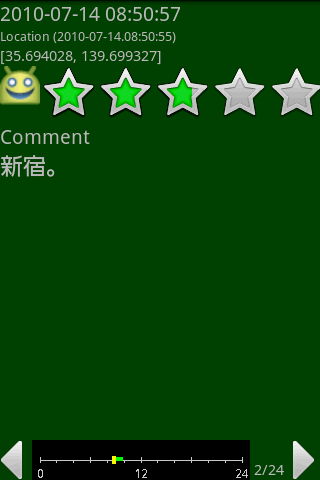 2010-07-14 08:50:57
Location (2010-07-14.08:50:55)
[35.694028, 139.699327]
Comment
新宿。
0 12 24
2/24